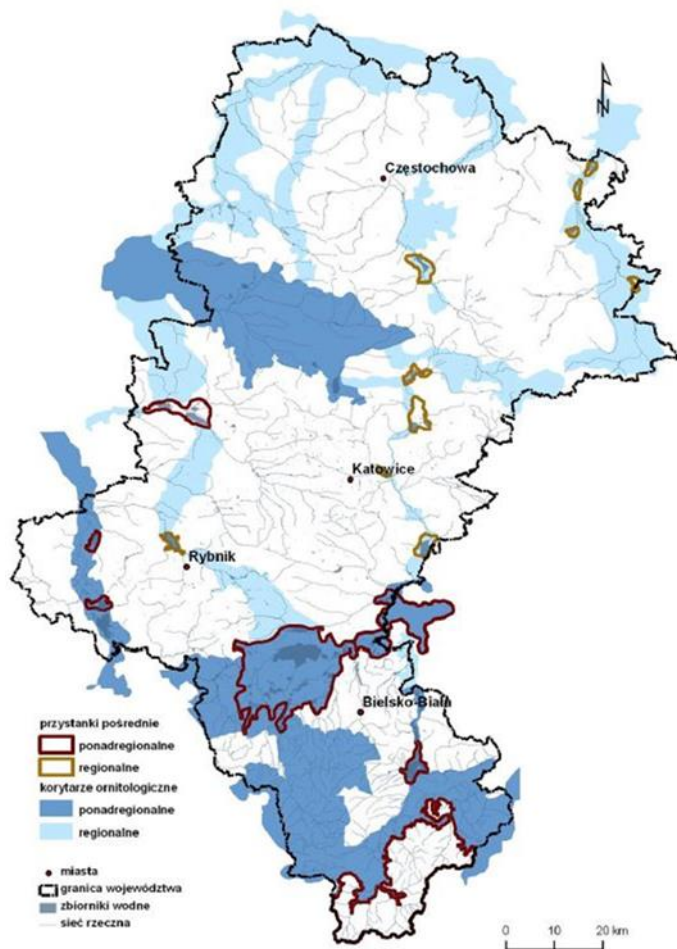 N
Częstochowa
Katowice
Rybnik
Bielsko-Biała
przystanki pośrednie
ponadregionalne
regionalne
korytarze ornitologiczne
ponadregionalne
regionalne
miasta
granica województwa
zbiorniki wodne
sieć rzeczna
0 10 20 km